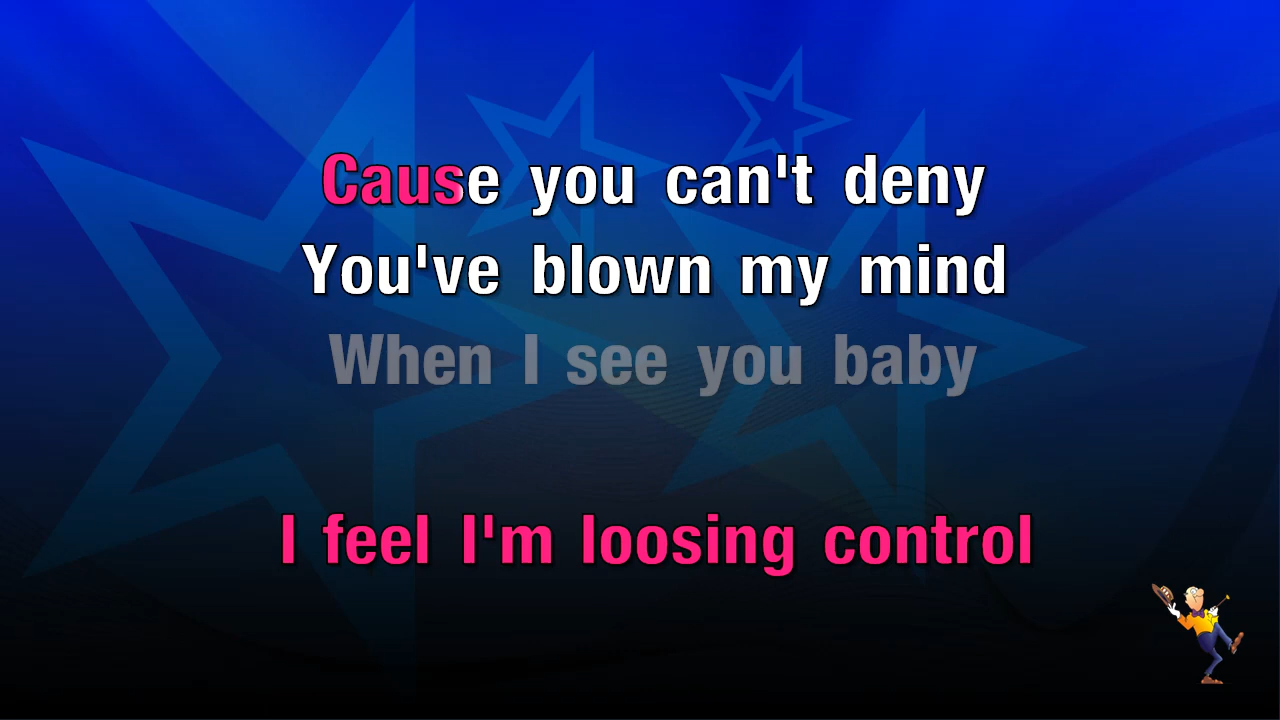 Cause you can't deny
You've blown my mind
When I see you baby
I feel I'm loosing control